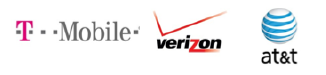 T - -Mobile-
verizon
at&t